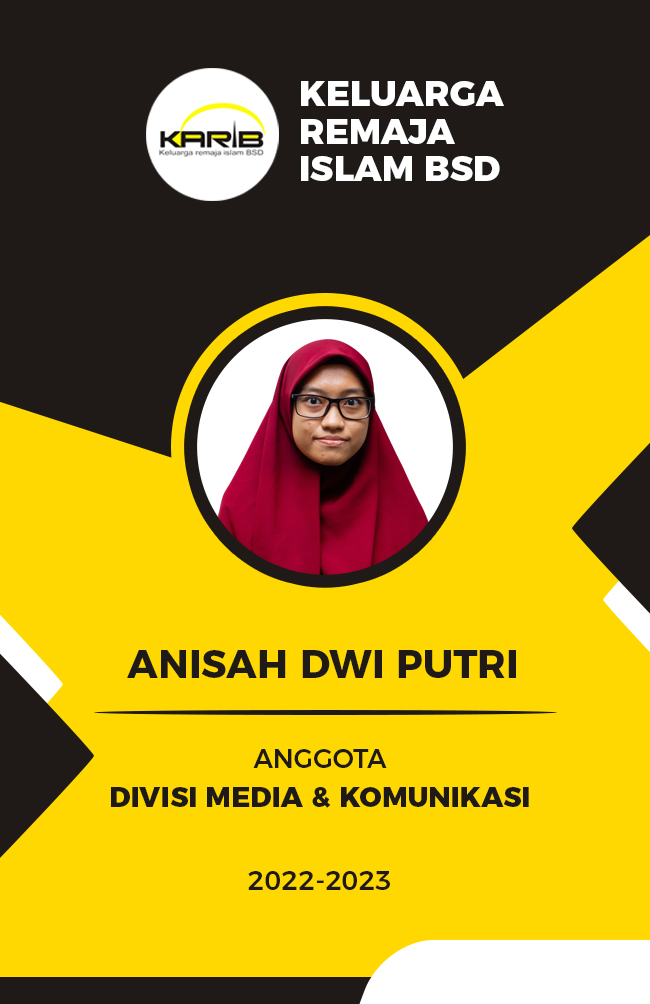 KARIB
Keluarga remaja islam BSD
KELUARGA
REMAJA
ISLAM BSD
ANISAH DWI PUTRI
ANGGOTA
DIVISI MEDIA & KOMUNIKASI
2022-2023